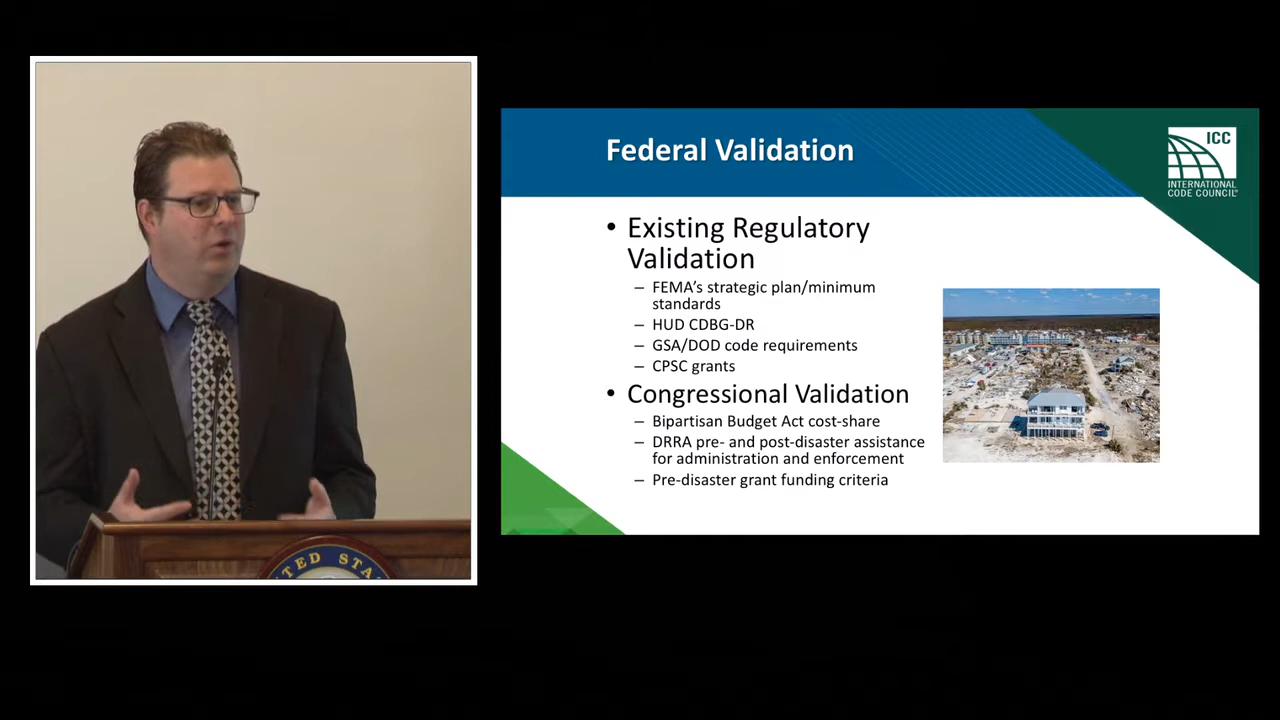 Federal Validation
ICC
INTERNATIONAL
CODE COUNCIL®
• Existing Regulatory
Validation
– FEMA’s strategic plan/minimum
standards
– HUD CDBG-DR
– GSA/DOD code requirements
– CPSC grants
• Congressional Validation
– Bipartisan Budget Act cost-share
– DRRA pre- and post-disaster assistance
for administration and enforcement
– Pre-disaster grant funding criteria
TED STA